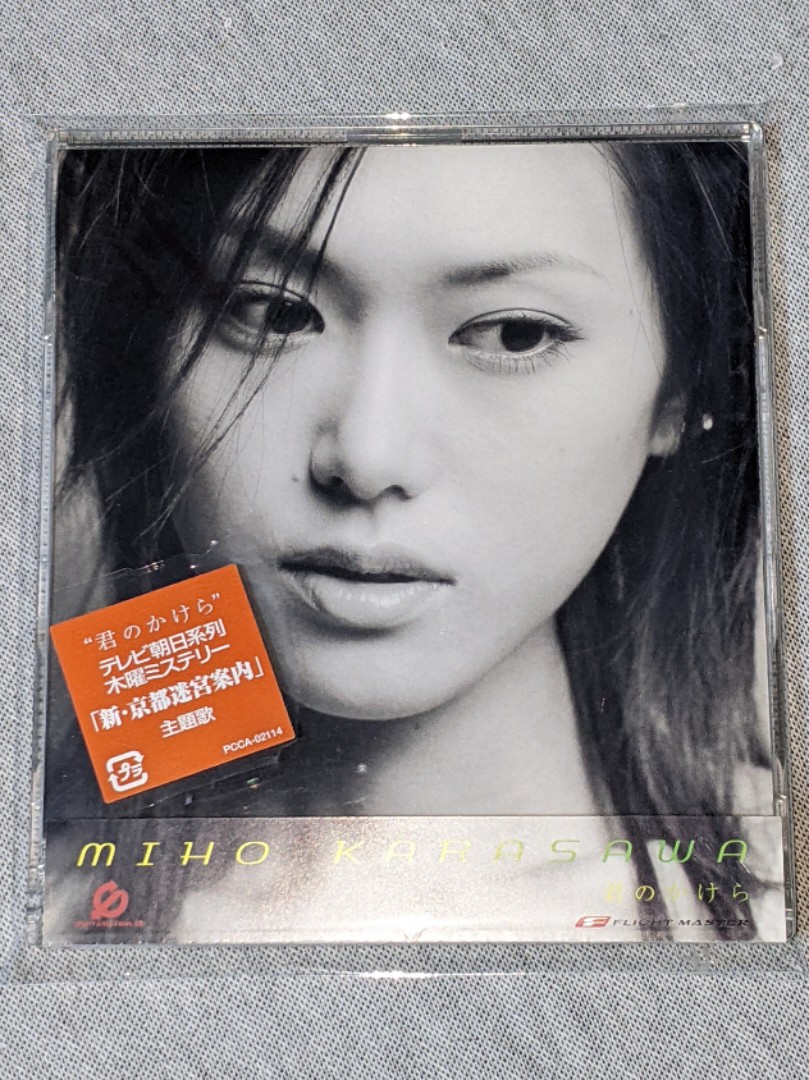 “君のかけら”
テレビ朝日系列
木曜ミステリー
「新・京都迷宮案内」
主題歌
PCCA-02114
プラ
MIHO KARASAWA
君のかけら
FLIGHT MASTER